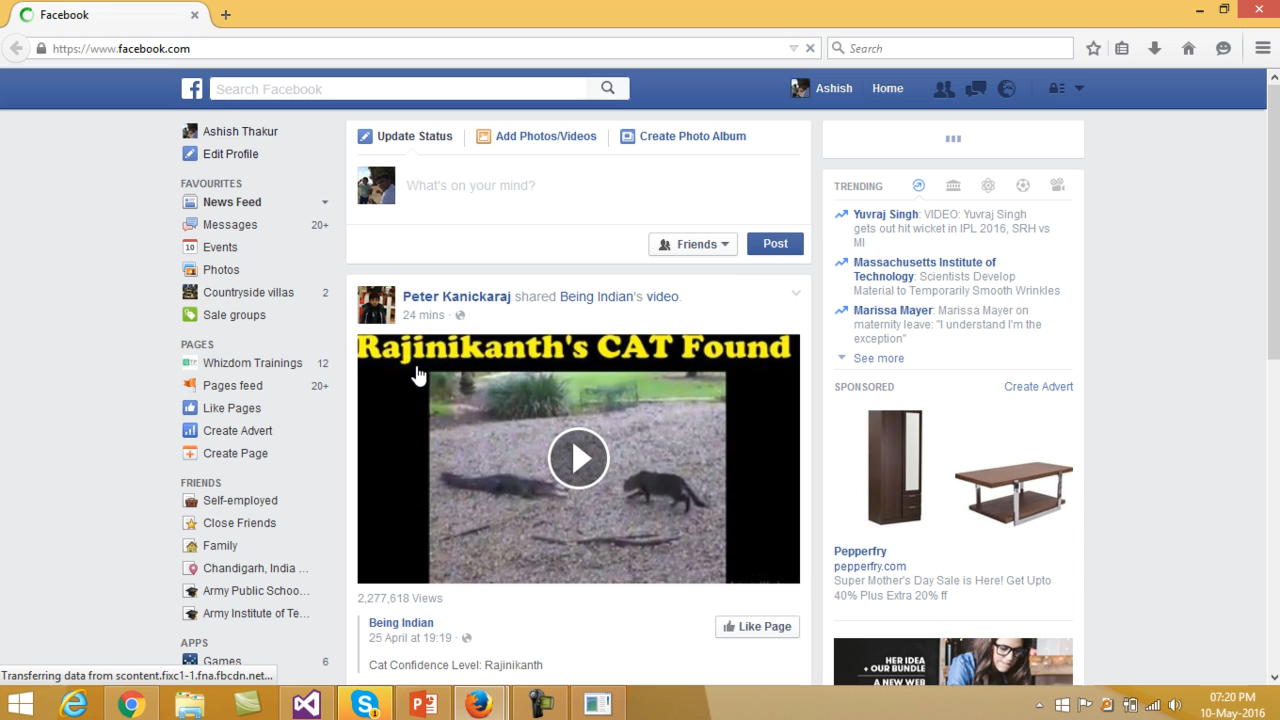 Facebook
https://www.facebook.com
Search
Search Facebook
Ashish
Home
Ashish Thakur
Edit Profile
FAVOURITES
News Feed
Messages 20+
10 Events
Photos
Countryside villas 2
Sale groups
PAGES
Whizdom Trainings 12
Pages feed 20+
Like Pages
Create Advert
Create Page
FRIENDS
Self-employed
Close Friends
Family
Chandigarh, India ...
Army Public Schoo...
Army Institute of Te...
APPS
Games 6
Update Status
Add Photos/Videos
Create Photo Album
What's on your mind?
Friends
Post
Peter Kanickaraj shared Being Indian's video.
24 mins ·
Rajinikanth's CAT Found
2,277,618 Views
Being Indian
25 April at 19:19 ·
Like Page
Cat Confidence Level: Rajinikanth
TRENDING
Yuvraj Singh: VIDEO: Yuvraj Singh
gets out hit wicket in IPL 2016, SRH vs
MI
Massachusetts Institute of
Technology: Scientists Develop
Material to Temporarily Smooth Wrinkles
Marissa Mayer: Marissa Mayer on
maternity leave: "I understand I'm the
exception"
See more
SPONSORED
Create Advert
Pepperfry
pepperfry.com
Super Mother's Day Sale is Here! Get Upto
40% Plus Extra 20% ff
HER IDEA
+ OUR BUNDLE
A NEW WEB
Transferring data from scontent.fixc1-1.fna.fbcdn.net...
07:20 PM
10-May-2016